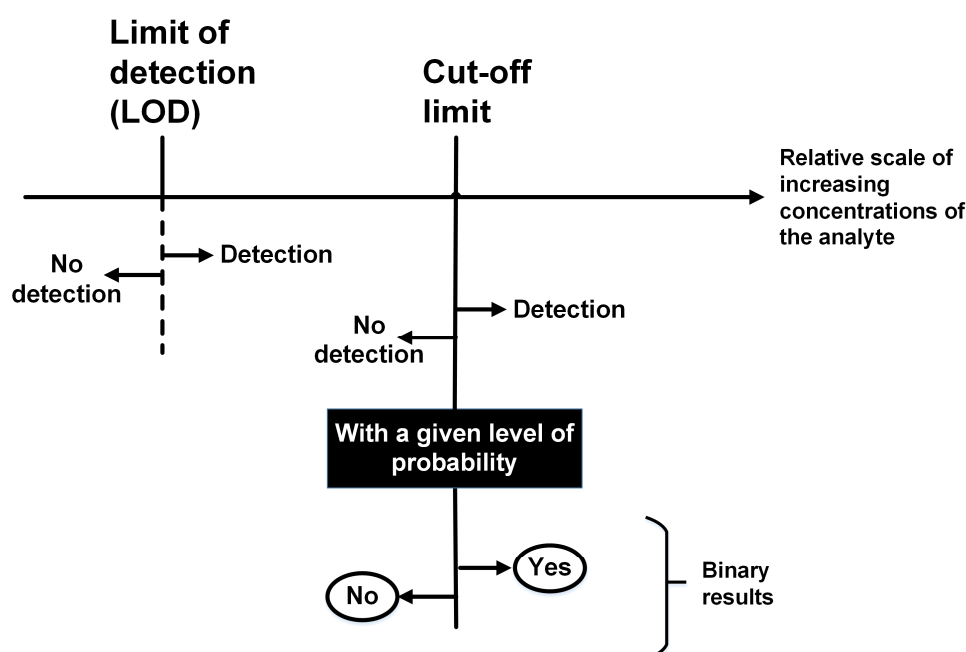 Limit of
detection
(LOD)
Cut-off
limit
Relative scale of
increasing
concentrations of
the analyte
No
detection
Detection
No
detection
Detection
With a given level of
probability
No
Yes
Binary
results